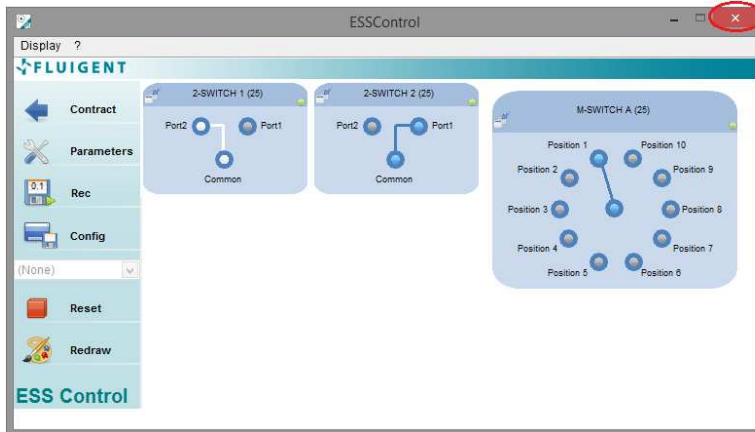 ESSControl
Display ?
FLUIGENT
Contract
Parameters
0.1
Rec
Config
(None)
Reset
Redraw
ESS Control
2-SWITCH 1 (25)
Port2 Port1
Common
2-SWITCH 2 (25)
Port2 Port1
Common
M-SWITCH A (25)
Position 1 Position 10
Position 2 Position 9
Position 3 Position 8
Position 4 Position 7
Position 5 Position 6